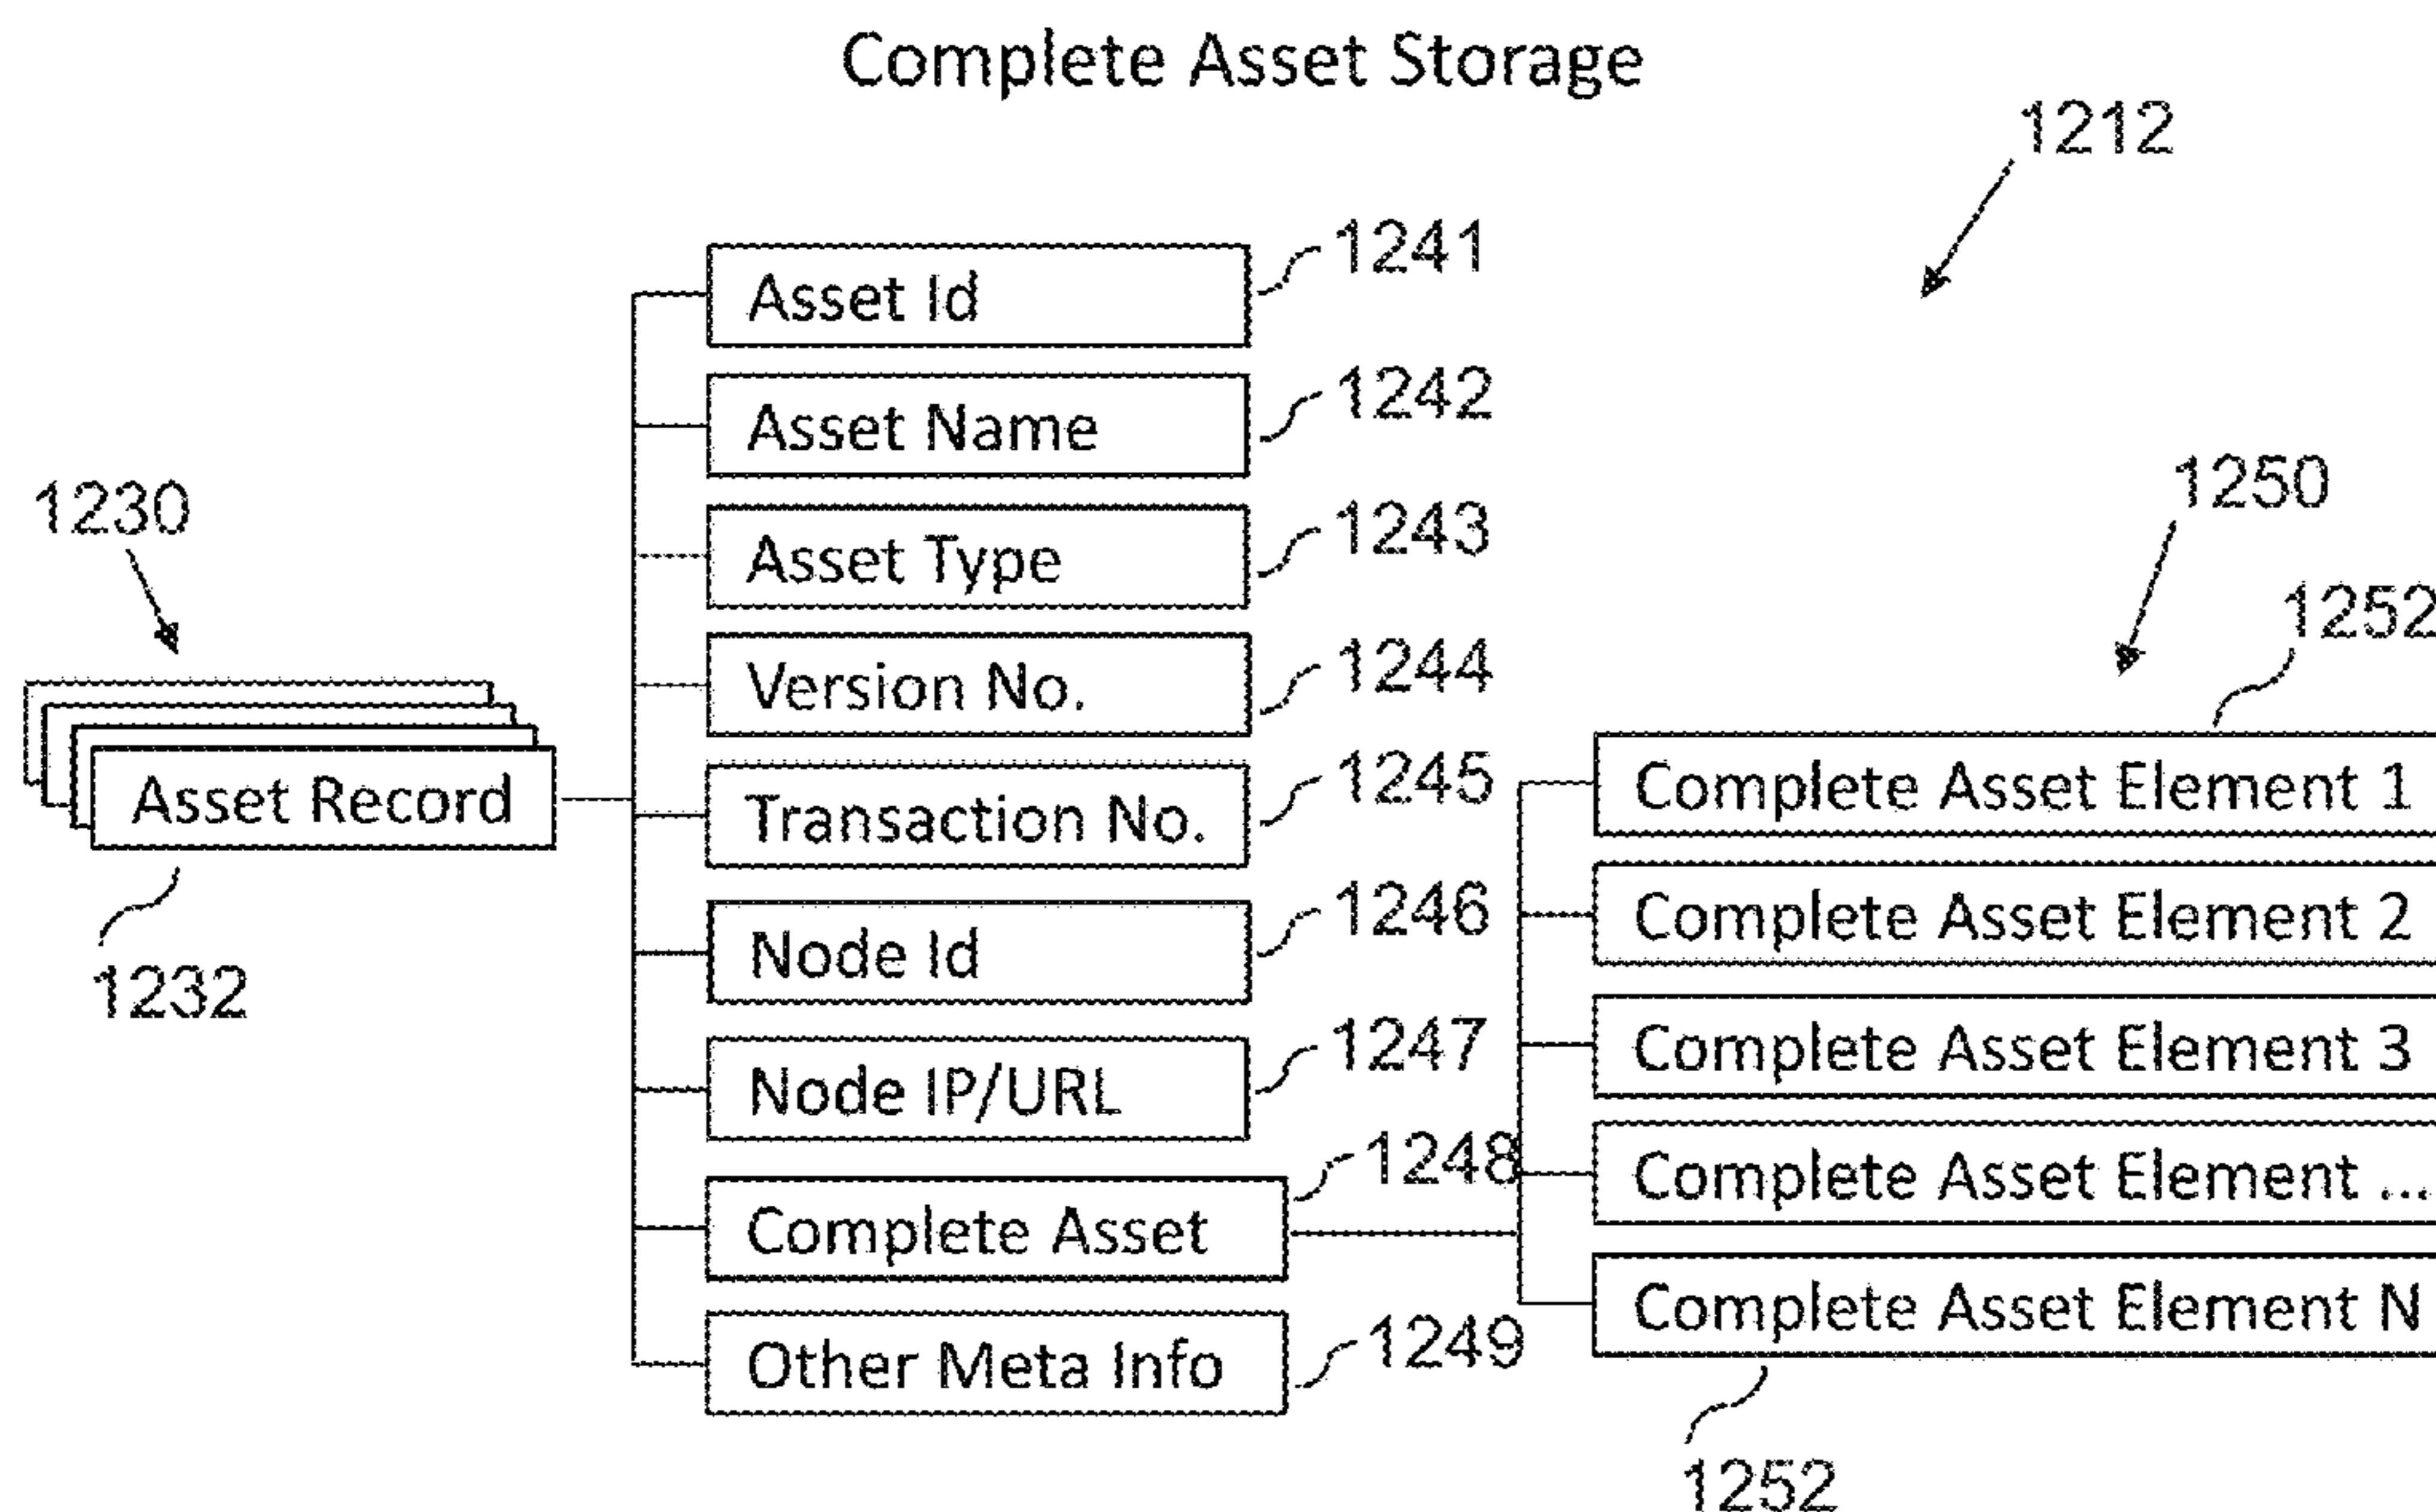 Complete Asset Storage
1212
Asset Id
1241
Asset Name
1242
Asset Type
1243
Version No.
1244
Transaction No.
1245
Node Id
1246
Node IP/URL
1247
Complete Asset
1248
Other Meta Info
1249
1230
Asset Record
1232
1250
1252
Complete Asset Element 1
Complete Asset Element 2
Complete Asset Element 3
Complete Asset Element ...
Complete Asset Element N
1252